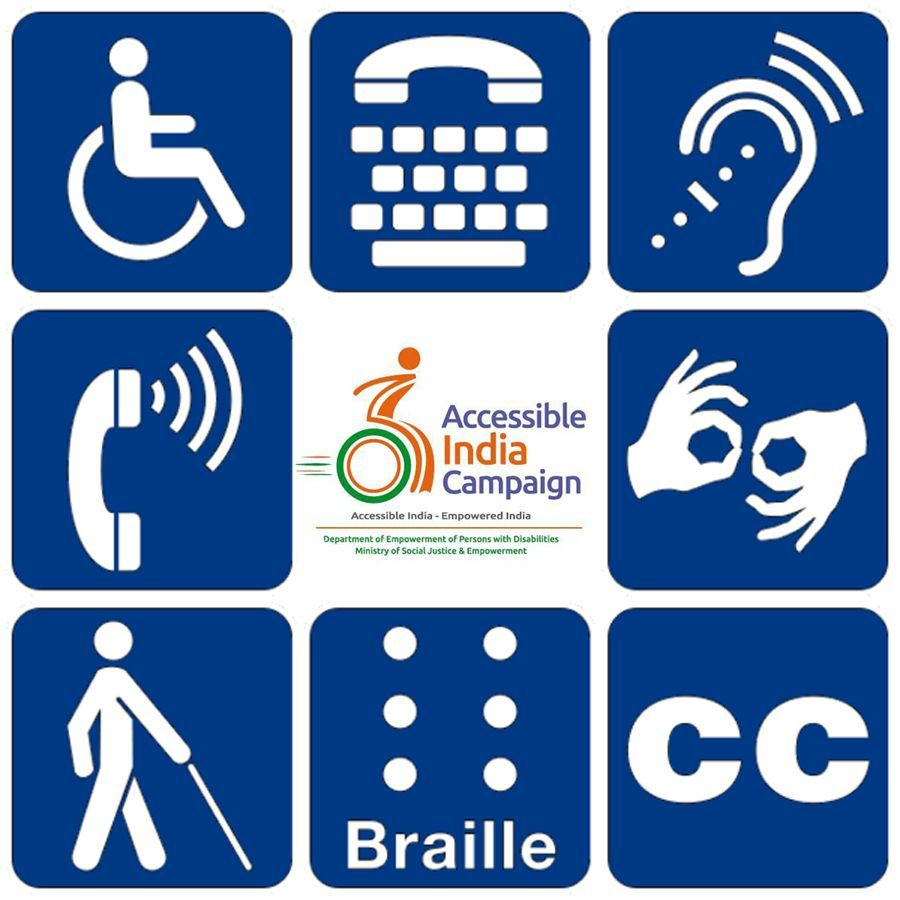 Accessible
India
Campaign
Accessible India - Empowered India
Department of Empowerment of Persons with Disabilities
Ministry of Social Justice & Empowerment
Braille
CC